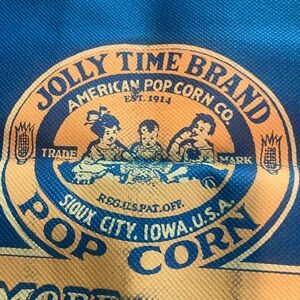 JOLLY TIME BRAND
AMERICAN POP CORN CO.
EST. 1914
TRADE MARK
REG.U.S.PAT.OFF.
SIOUX CITY, IOWA, U.S.A.
POP CORN